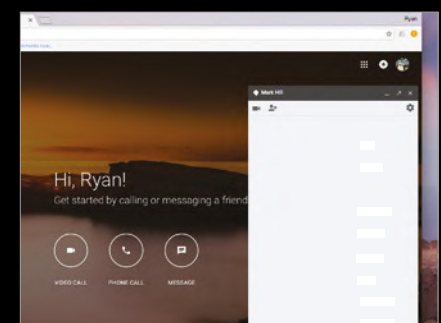 Ryan
Mark Hill
Hi, Ryan!
Get started by calling or messaging a friend
VIDEO CALL
PHONE CALL
MESSAGE